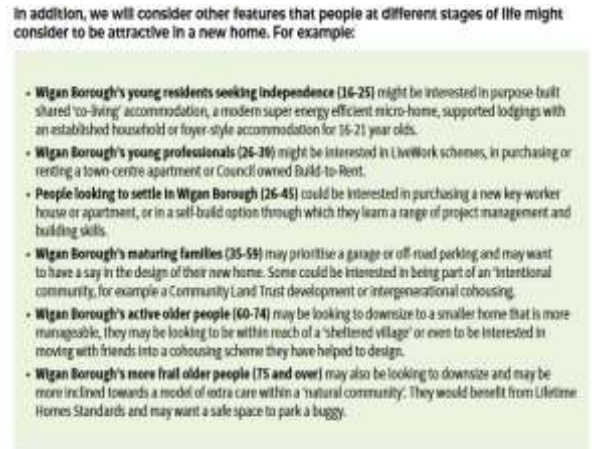 In addition, we will consider other features that people at different stages of life might
consider to be attractive in a new home. For example:
• Wigan Borough's young residents seeking independence (16-25) might be interested in purpose-built
shared 'co-living' accommodation, a modern super energy efficient micro-home, supported lodgings with
an established household or foyer-style accommodation for 16-21 year olds.
• Wigan Borough's young professionals (26-39) might be interested in LiveWork schemes, in purchasing or
renting a town-centre apartment or Council owned Build-to-Rent.
• People looking to settle in Wigan Borough (26-45) could be interested in purchasing a new key-worker
house or apartment, or in a self-build option through which they learn a range of project management and
building skills.
• Wigan Borough's maturing families (35-59) may prioritise a garage or off-road parking and may want
to have a say in the design of their new home. Some could be interested in being part of an 'intentional
community, for example a Community Land Trust development or intergenerational cohousing.
• Wigan Borough's active older people (60-74) may be looking to downsize to a smaller home that is more
manageable, they may be looking to be within reach of a 'sheltered village' or even to be interested in
moving with friends into a cohousing scheme they have helped to design.
• Wigan Borough's more frail older people (75 and over) may also be looking to downsize and may be
more inclined towards a model of extra care within a 'natural community'. They would benefit from Lifetime
Homes Standards and may want a safe space to park a buggy.